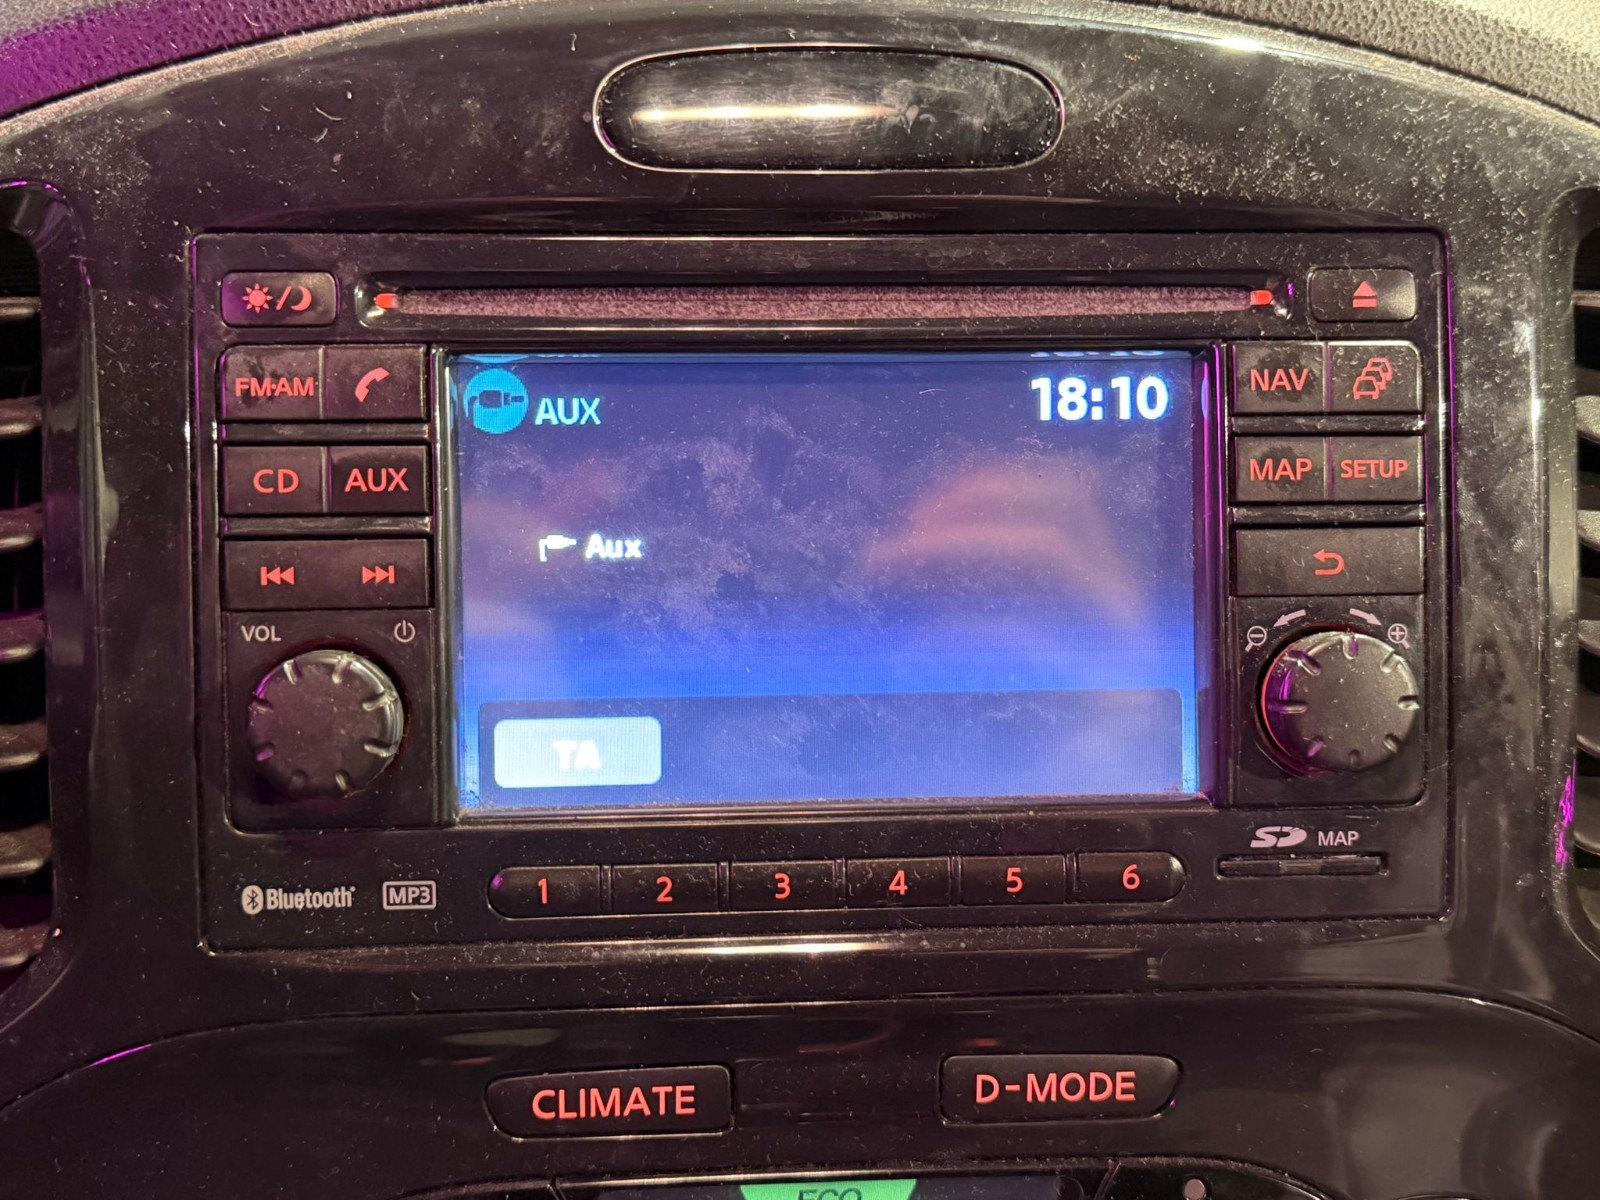 FM·AM
CD
AUX
VOL
AUX
18:10
Aux
TA
NAV
MAP
SETUP
SD MAP
Bluetooth®
MP3
1 2 3 4 5 6
CLIMATE
D-MODE
ECO